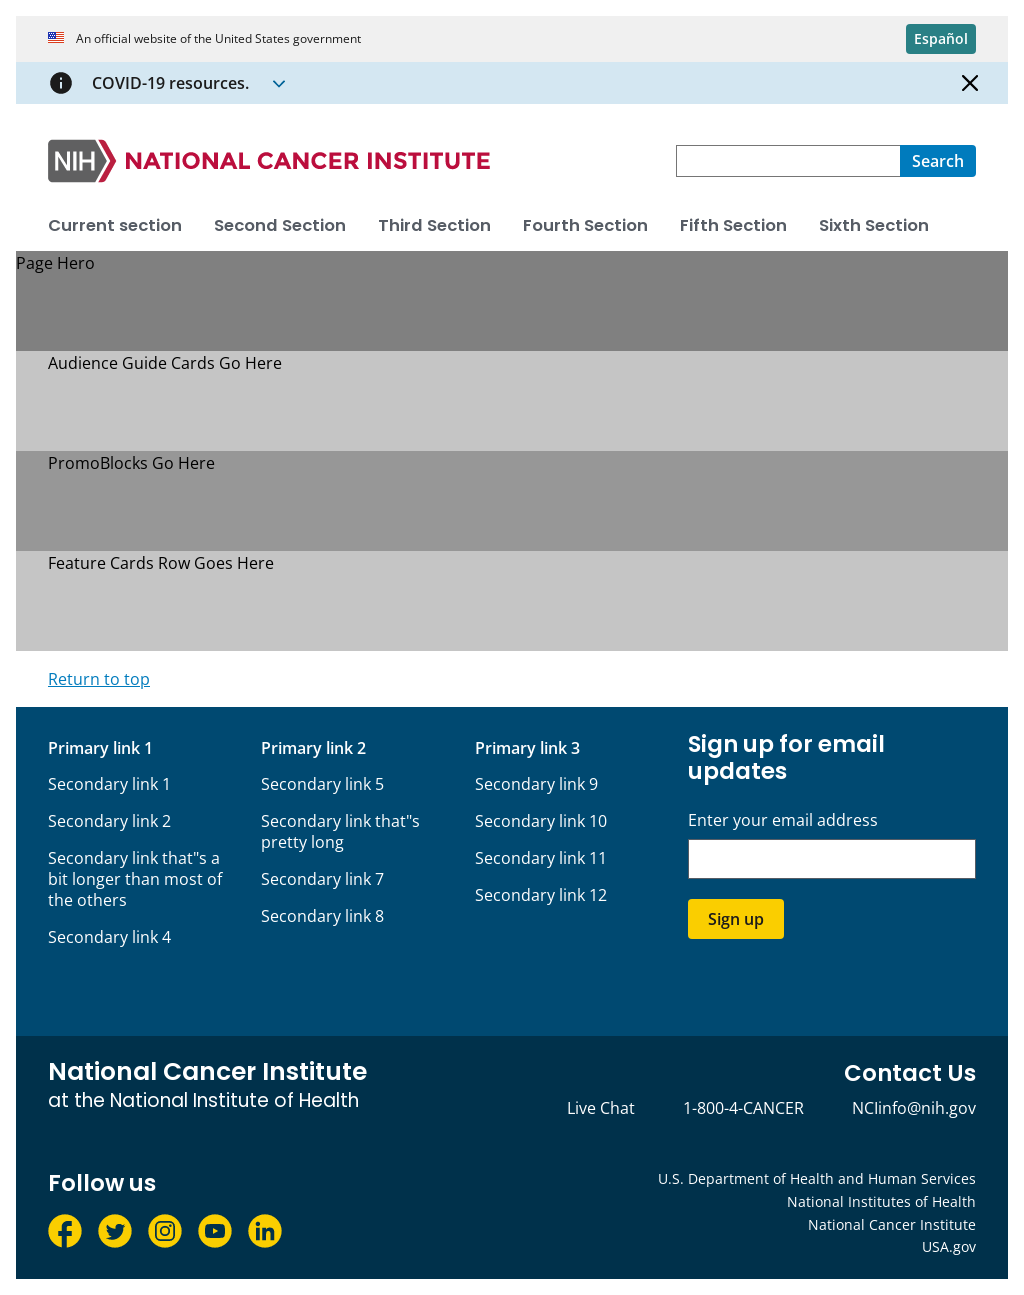 An official website of the United States government
Español
COVID-19 resources.
NIH NATIONAL CANCER INSTITUTE
Search
Current section
Second Section
Third Section
Fourth Section
Fifth Section
Sixth Section
Page Hero
Audience Guide Cards Go Here
PromoBlocks Go Here
Feature Cards Row Goes Here
Return to top
Primary link 1
Secondary link 1
Secondary link 2
Secondary link that"s a
bit longer than most of
the others
Secondary link 4
Primary link 2
Secondary link 5
Secondary link that"s
pretty long
Secondary link 7
Secondary link 8
Primary link 3
Secondary link 9
Secondary link 10
Secondary link 11
Secondary link 12
Sign up for email
updates
Enter your email address
Sign up
National Cancer Institute
at the National Institute of Health
Contact Us
Live Chat
1-800-4-CANCER
NCIinfo@nih.gov
Follow us
U.S. Department of Health and Human Services
National Institutes of Health
National Cancer Institute
USA.gov